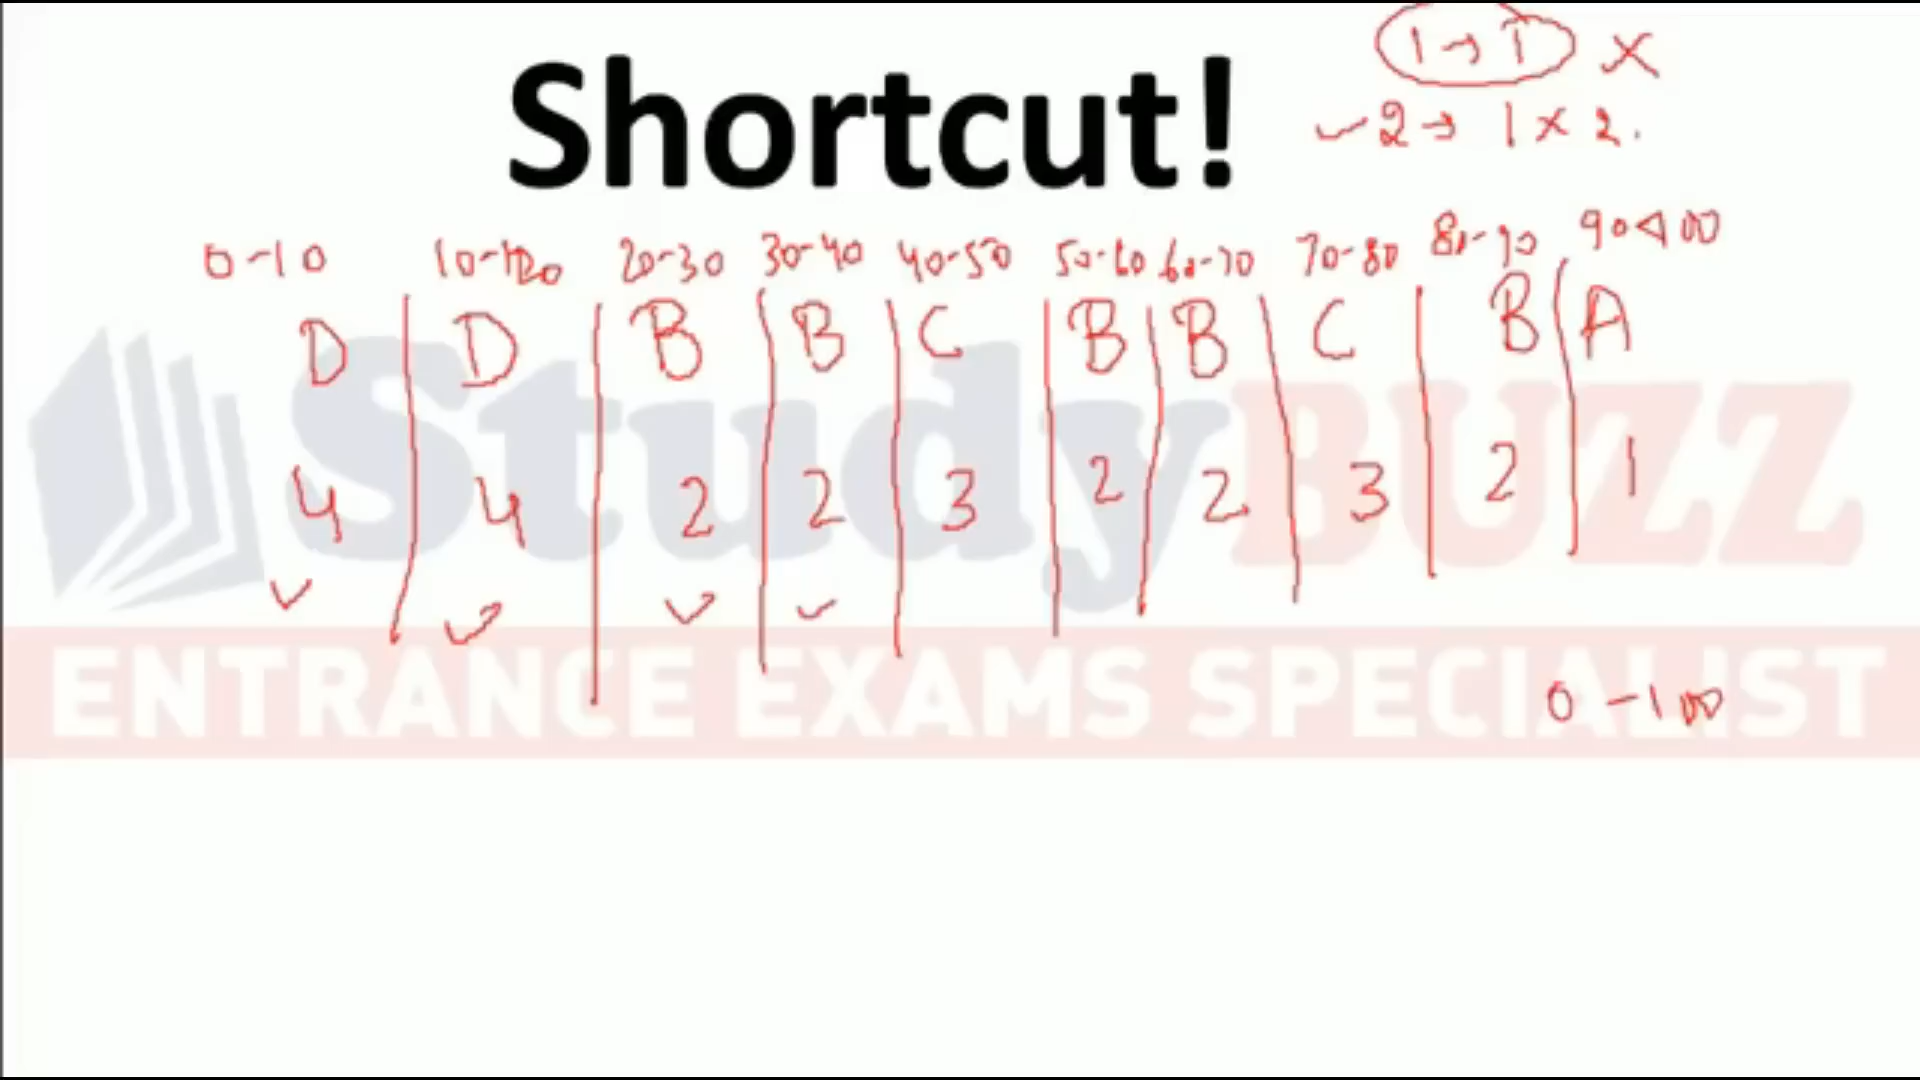 1 → 1 ×
Shortcut!
✓ 2 → 1 × 2.
0-10 10-20 20-30 30-40 40-50 50-60 60-70 70-80 80-90 90<100
D D B B C B B C B A
StudyBUZZ
4 4 2 2 3 2 2 3 2 1
✓ ✓ ✓ ✓
ENTRANCE EXAMS SPECIALIST
0-100